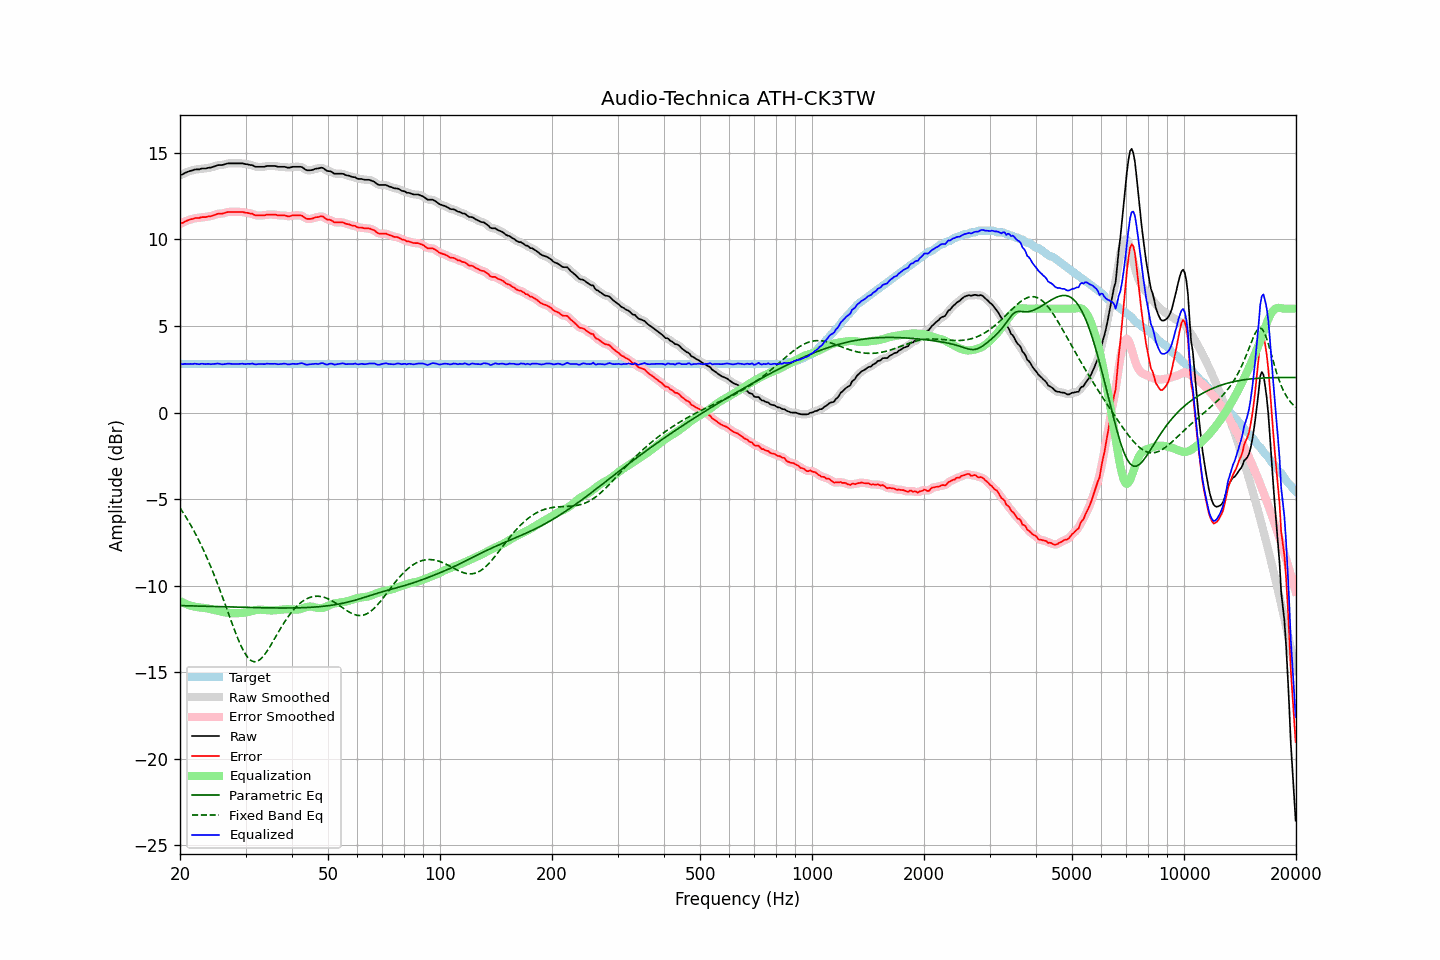 Audio-Technica ATH-CK3TW
Amplitude (dBr)
15
10
5
0
−5
−10
−15
−20
−25
Target
Raw Smoothed
Error Smoothed
Raw
Error
Equalization
Parametric Eq
Fixed Band Eq
Equalized
20 50 100 200 500 1000 2000 5000 10000 20000
Frequency (Hz)